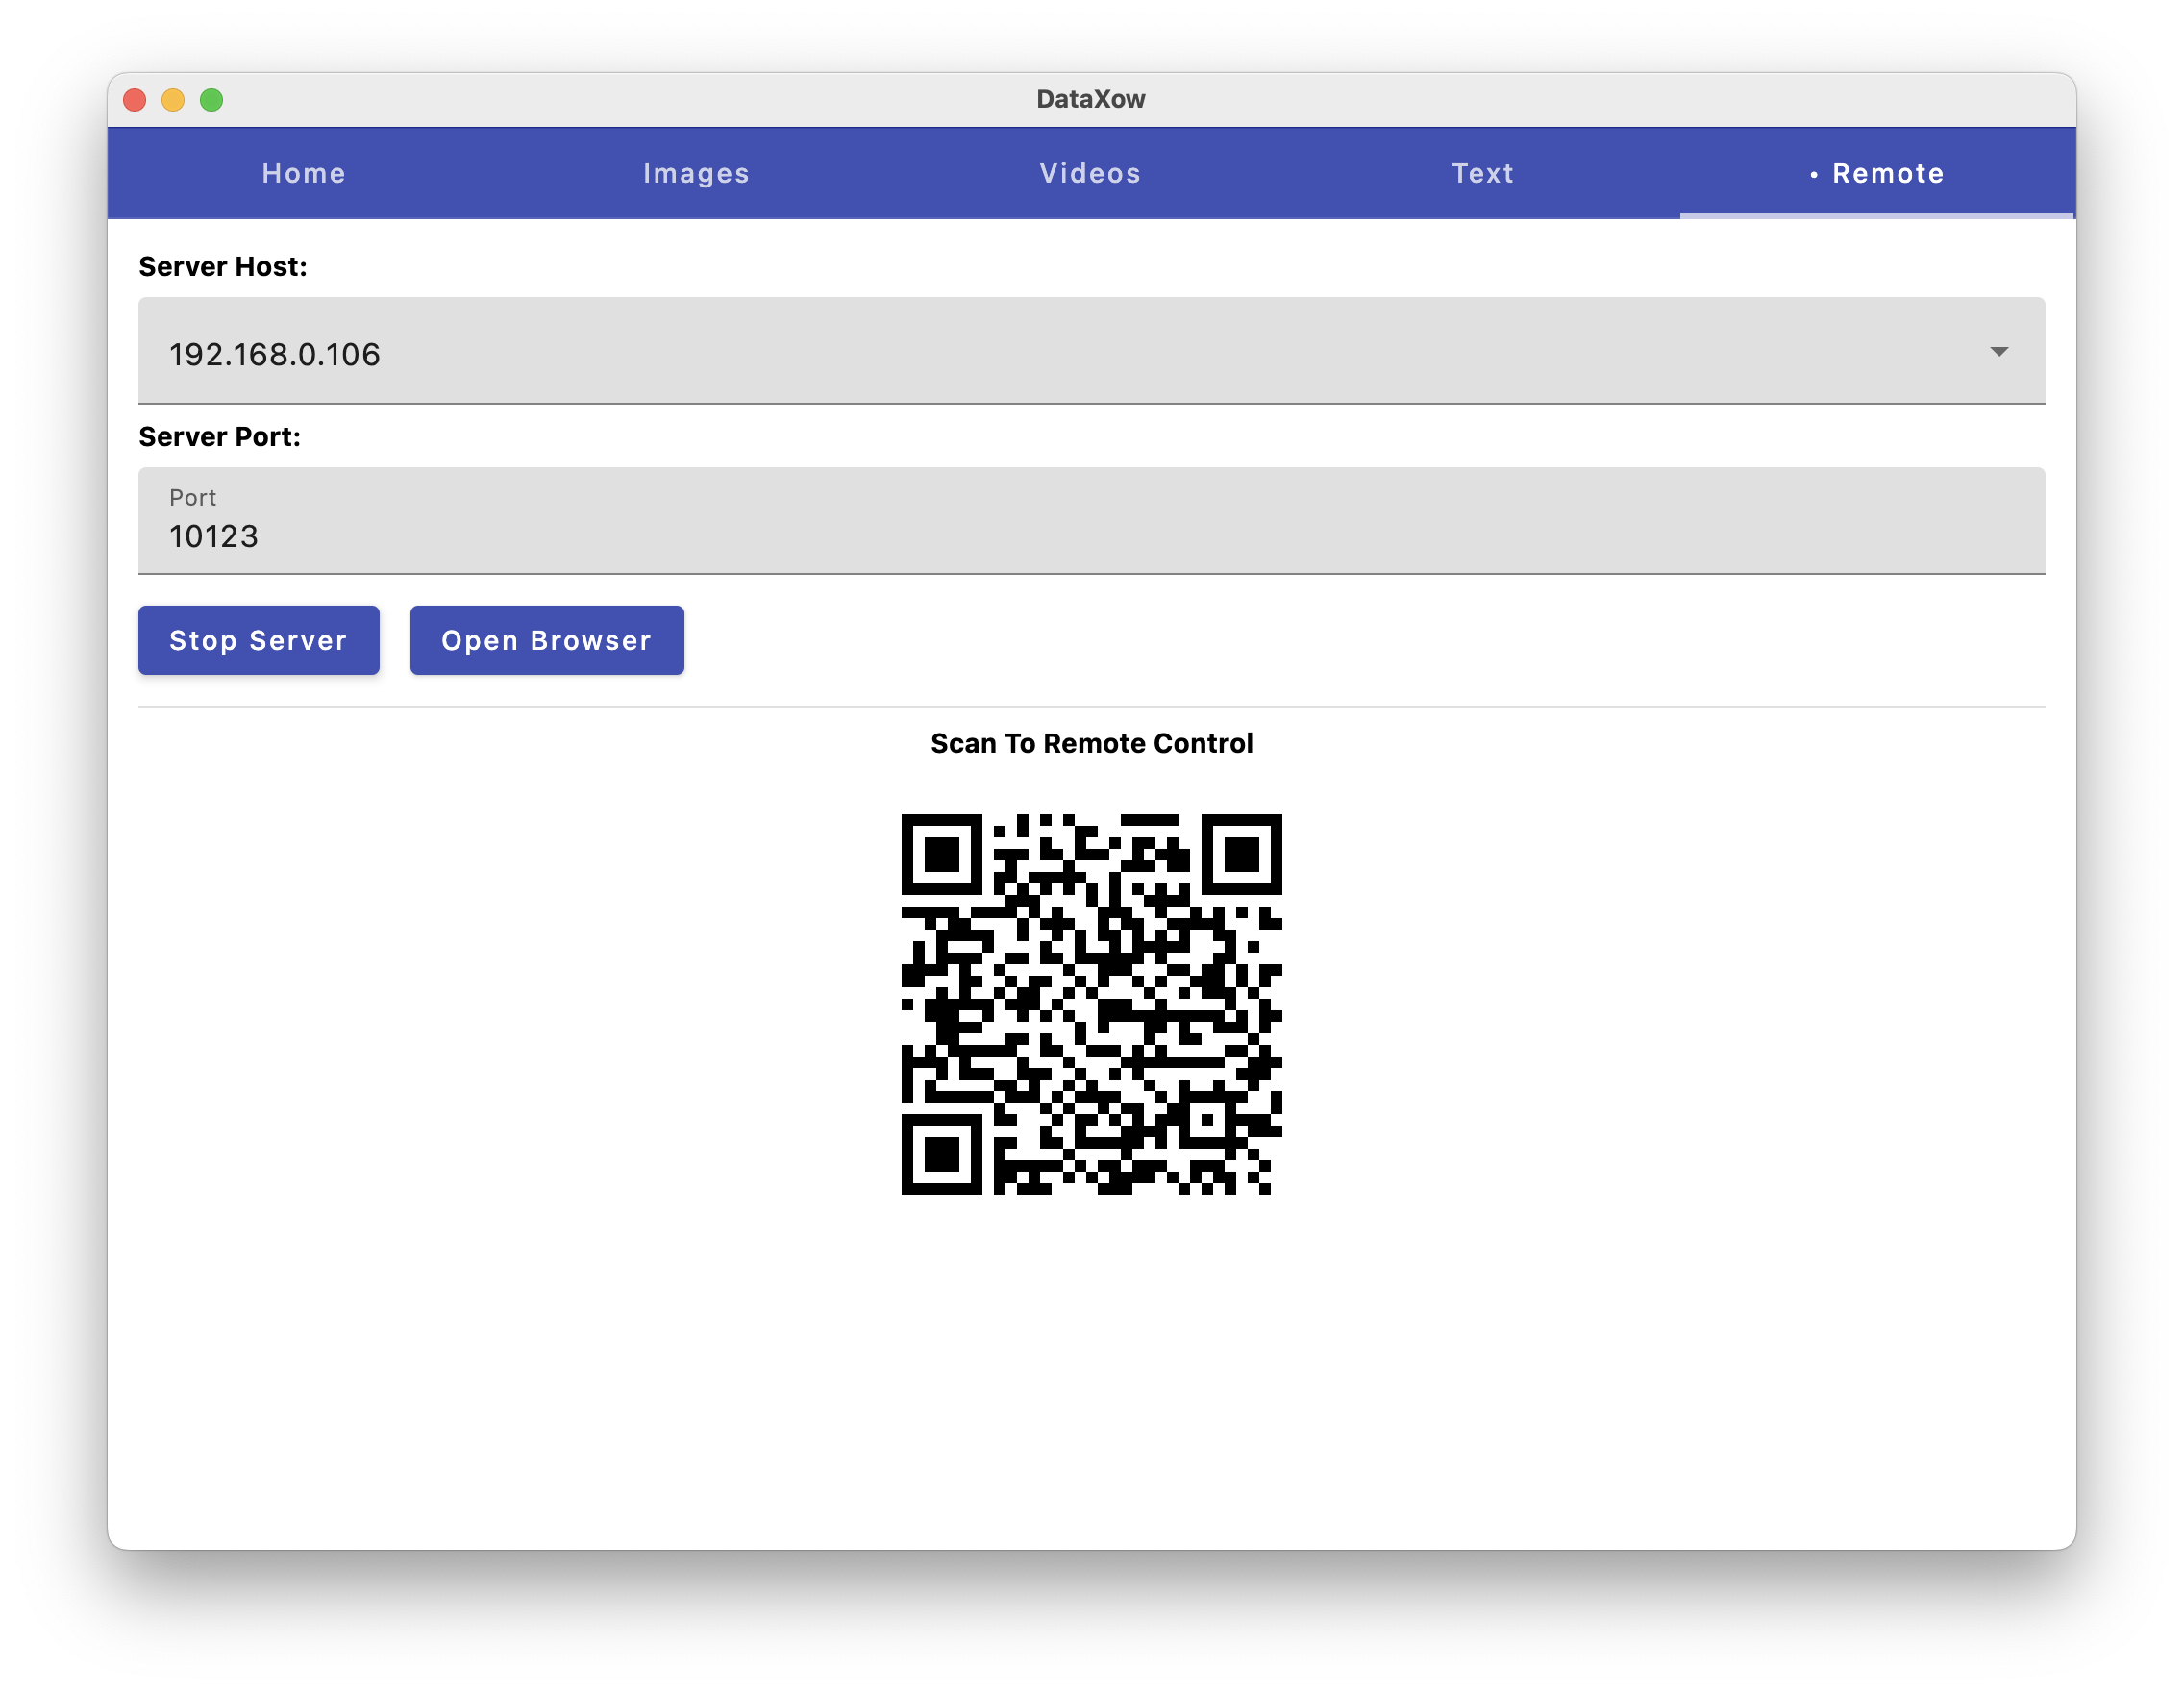 DataXow
Home Images Videos Text • Remote
Server Host:
192.168.0.106
Server Port:
Port
10123
Stop Server Open Browser
Scan To Remote Control